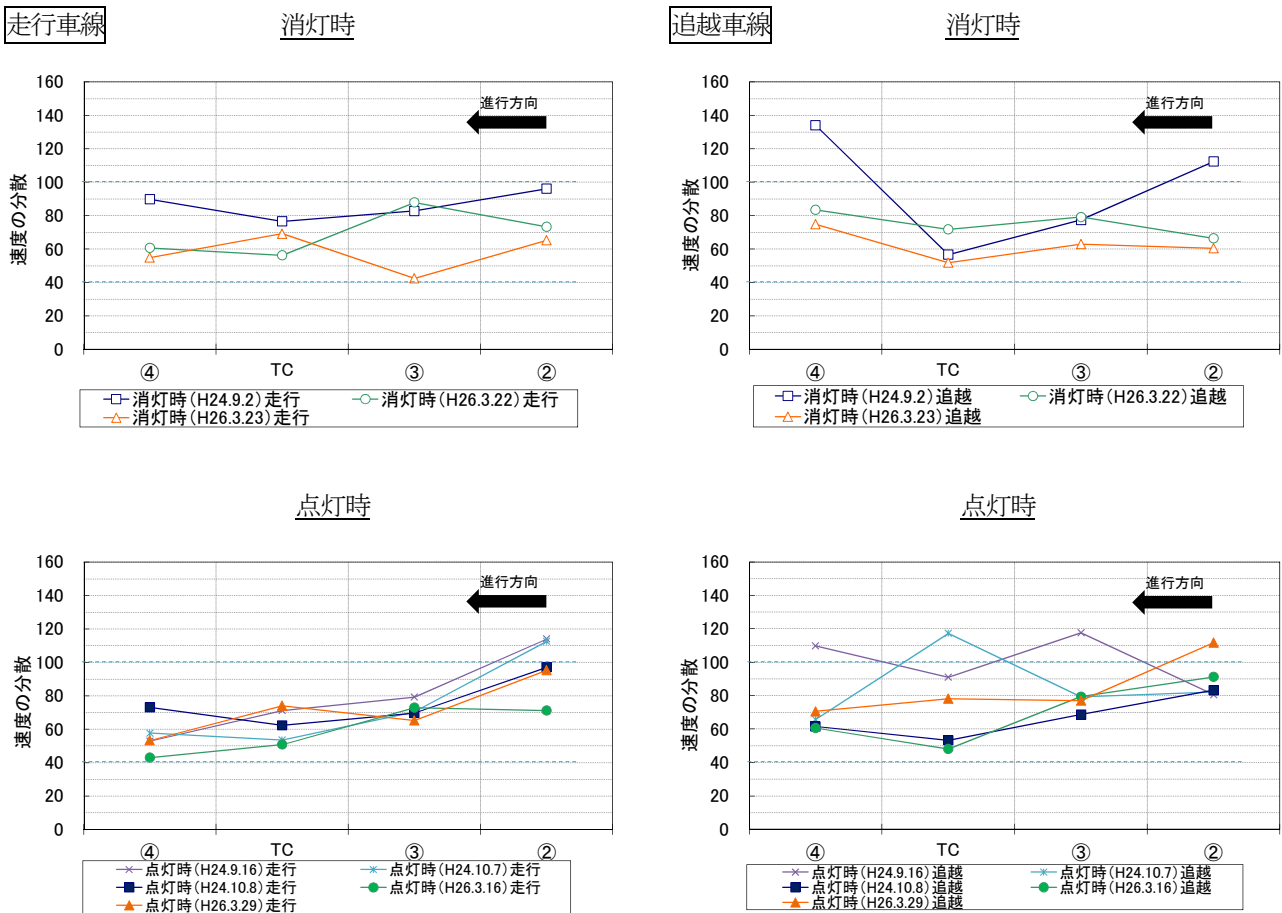 走行車線
消灯時
160
140
120
100
80
60
40
20
0
速度の分散
進行方向
④ TC ③ ②
消灯時(H24.9.2)走行 消灯時(H26.3.22)走行
消灯時(H26.3.23)走行
追越車線
消灯時
160
140
120
100
80
60
40
20
0
速度の分散
進行方向
④ TC ③ ②
消灯時(H24.9.2)追越 消灯時(H26.3.22)追越
消灯時(H26.3.23)追越
点灯時
160
140
120
100
80
60
40
20
0
速度の分散
進行方向
④ TC ③ ②
点灯時(H24.9.16)走行 点灯時(H24.10.7)走行
点灯時(H24.10.8)走行 点灯時(H26.3.16)走行
点灯時(H26.3.29)走行
点灯時
160
140
120
100
80
60
40
20
0
速度の分散
進行方向
④ TC ③ ②
点灯時(H24.9.16)追越 点灯時(H24.10.7)追越
点灯時(H24.10.8)追越 点灯時(H26.3.16)追越
点灯時(H26.3.29)追越